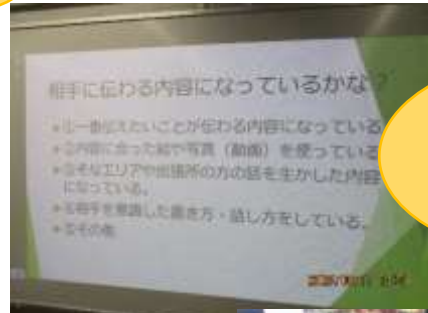 相手に伝わる内容になっているかな?
①一番伝えたいことが伝わる内容になっている
②内容に合った絵や写真(動画)を使っている
③そなエリアや出張所の方の話を生かした内容
になっている。
④相手を意識した書き方・話し方をしている。
⑤その他